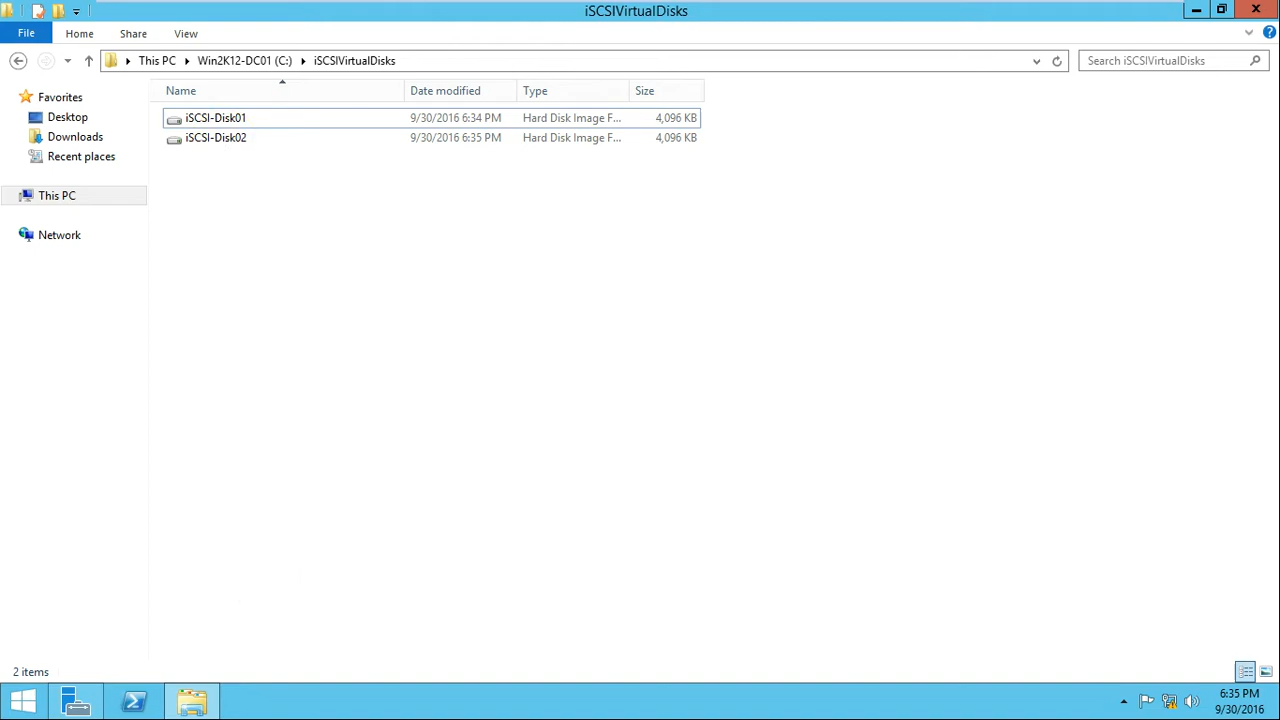 iSCSIVirtualDisks
File Home Share View
This PC Win2K12-DC01 (C:) iSCSIVirtualDisks Search iSCSIVirtualDisks
Name Date modified Type Size
Favorites
Desktop
Downloads
Recent places
This PC
Network
iSCSI-Disk01 9/30/2016 6:34 PM Hard Disk Image F... 4,096 KB
iSCSI-Disk02 9/30/2016 6:35 PM Hard Disk Image F... 4,096 KB
2 items
6:35 PM
9/30/2016